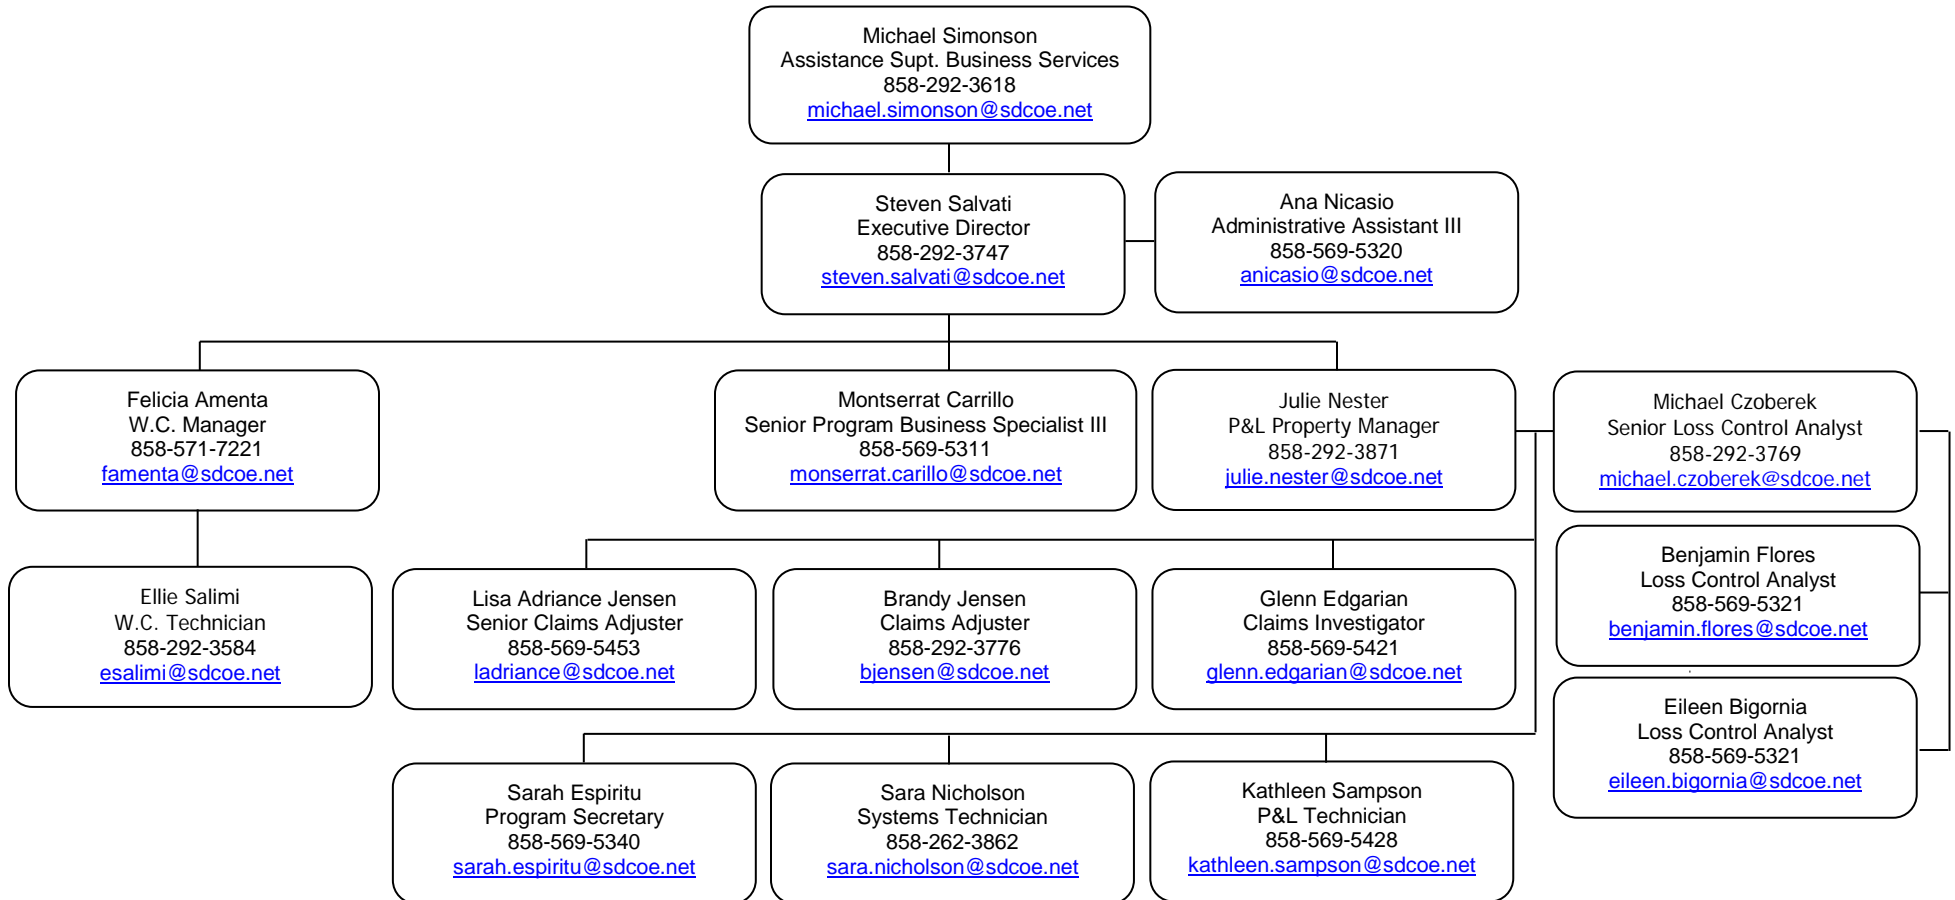 Michael Simonson
Assistance Supt. Business Services
858-292-3618
michael.simonson@sdcoe.net
Steven Salvati
Executive Director
858-292-3747
steven.salvati@sdcoe.net
Ana Nicasio
Administrative Assistant III
858-569-5320
anicasio@sdcoe.net
Felicia Amenta
W.C. Manager
858-571-7221
famenta@sdcoe.net
Montserrat Carrillo
Senior Program Business Specialist III
858-569-5311
monserrat.carillo@sdcoe.net
Julie Nester
P&L Property Manager
858-292-3871
julie.nester@sdcoe.net
Michael Czoberek
Senior Loss Control Analyst
858-292-3769
michael.czoberek@sdcoe.net
Ellie Salimi
W.C. Technician
858-292-3584
esalimi@sdcoe.net
Lisa Adriance Jensen
Senior Claims Adjuster
858-569-5453
ladriance@sdcoe.net
Brandy Jensen
Claims Adjuster
858-292-3776
bjensen@sdcoe.net
Glenn Edgarian
Claims Investigator
858-569-5421
glenn.edgarian@sdcoe.net
Benjamin Flores
Loss Control Analyst
858-569-5321
benjamin.flores@sdcoe.net
Eileen Bigornia
Loss Control Analyst
858-569-5321
eileen.bigornia@sdcoe.net
Sarah Espiritu
Program Secretary
858-569-5340
sarah.espiritu@sdcoe.net
Sara Nicholson
Systems Technician
858-262-3862
sara.nicholson@sdcoe.net
Kathleen Sampson
P&L Technician
858-569-5428
kathleen.sampson@sdcoe.net